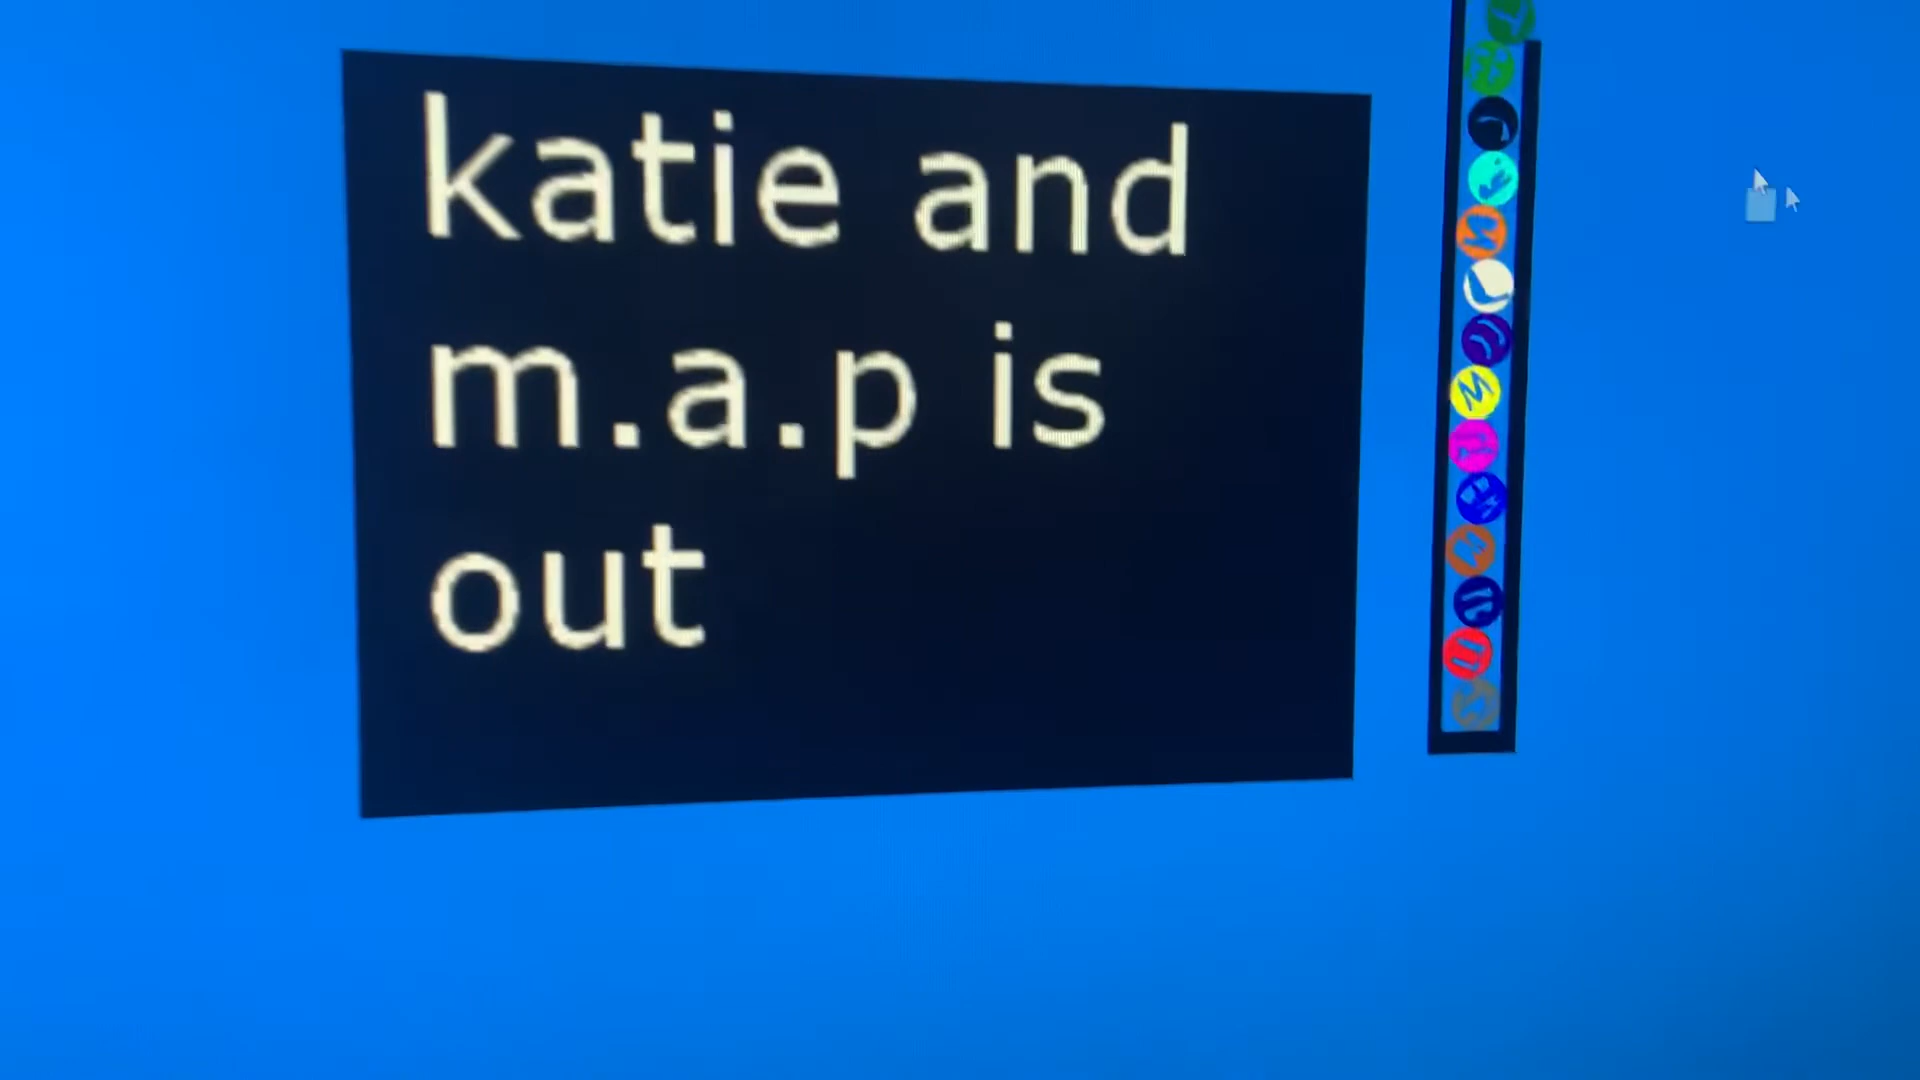 katie and
m.a.p is
out